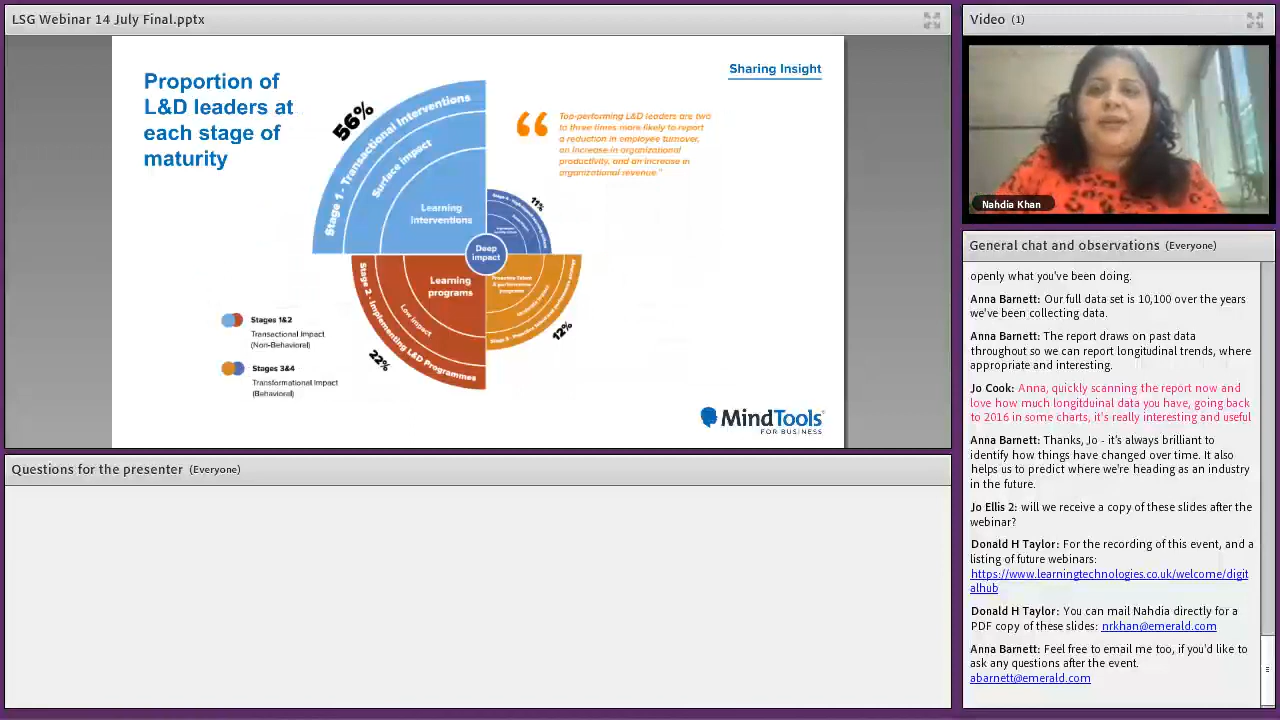 LSG Webinar 14 July Final.pptx
Proportion of
L&D leaders at
each stage of
maturity
Sharing Insight
56%
Stage 1 - Transactional Interventions
Surface Impact
Learning
Interventions
“
Top-performing L&D leaders are two
to three times more likely to report
a reduction in employee turnover,
an increase in organizational
productivity, and an increase in
organizational revenue."
11%
Deep
impact
Learning
programs
Low impact
Stage 2 - Implementing L&D Programmes
22%
Proactive talent
& performance
programs
12%
Stages 1&2
Transactional Impact
(Non-Behavioral)
Stages 3&4
Transformational Impact
(Behavioral)
MindTools
FOR BUSINESS
Questions for the presenter (Everyone)
Video (1)
Nahdia Khan
General chat and observations (Everyone)
openly what you've been doing.
Anna Barnett: Our full data set is 10,100 over the years
we've been collecting data.
Anna Barnett: The report draws on past data
throughout so we can report longitudinal trends, where
appropriate and interesting.
Jo Cook: Anna, quickly scanning the report now and
love how much longtduinal data you have, going back
to 2016 in some charts, it's really interesting and useful
Anna Barnett: Thanks, Jo - it's always brilliant to
identify how things have changed over time. It also
helps us to predict where we're heading as an industry
in the future.
Jo Ellis 2: will we receive a copy of these slides after the
webinar?
Donald H Taylor: For the recording of this event, and a
listing of future webinars:
https://www.learningtechnologies.co.uk/welcome/digit
alhub
Donald H Taylor: You can mail Nahdia directly for a
PDF copy of these slides: nrkhan@emerald.com
Anna Barnett: Feel free to email me too, if you'd like to
ask any questions after the event.
abarnett@emerald.com